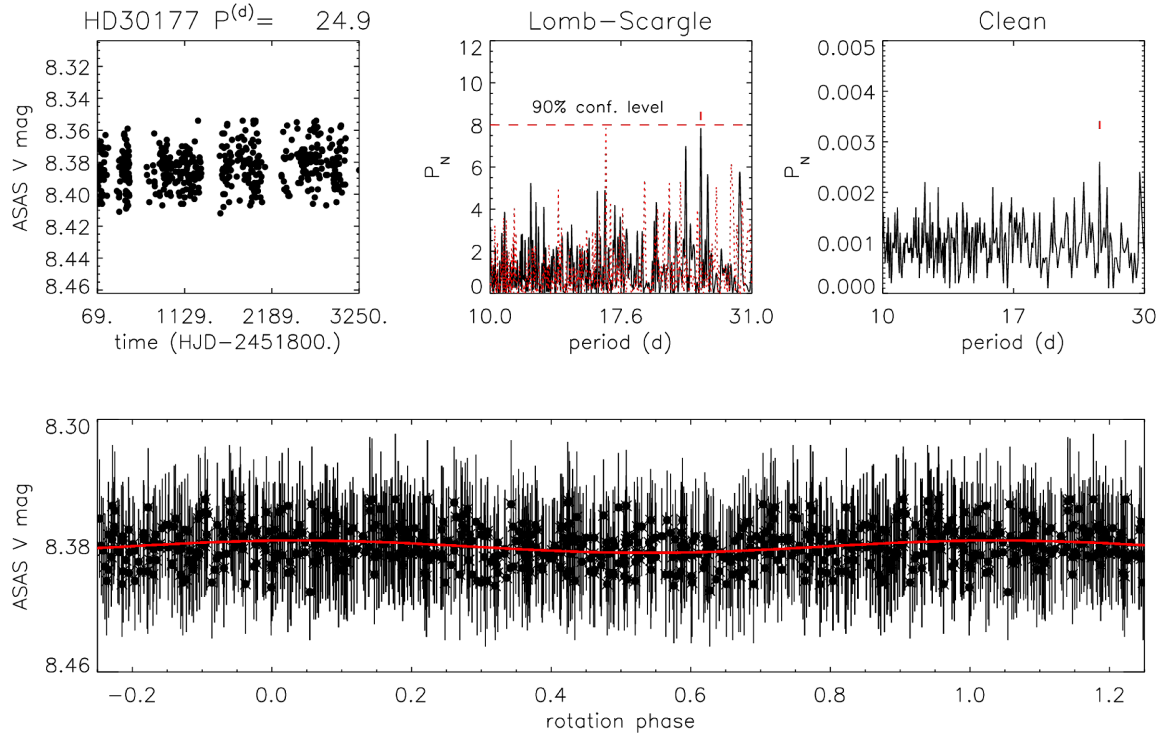 HD30177 P(d)= 24.9
ASAS V mag
8.32
8.34
8.36
8.38
8.40
8.42
8.44
8.46
69. 1129. 2189. 3250.
time (HJD−2451800.)
Lomb−Scargle
P_N
12
10
8
6
4
2
0
90% conf. level
10.0 17.6 31.0
period (d)
Clean
P_N
0.005
0.004
0.003
0.002
0.001
0.000
10 17 30
period (d)
ASAS V mag
8.30
8.38
8.46
−0.2 0.0 0.2 0.4 0.6 0.8 1.0 1.2
rotation phase